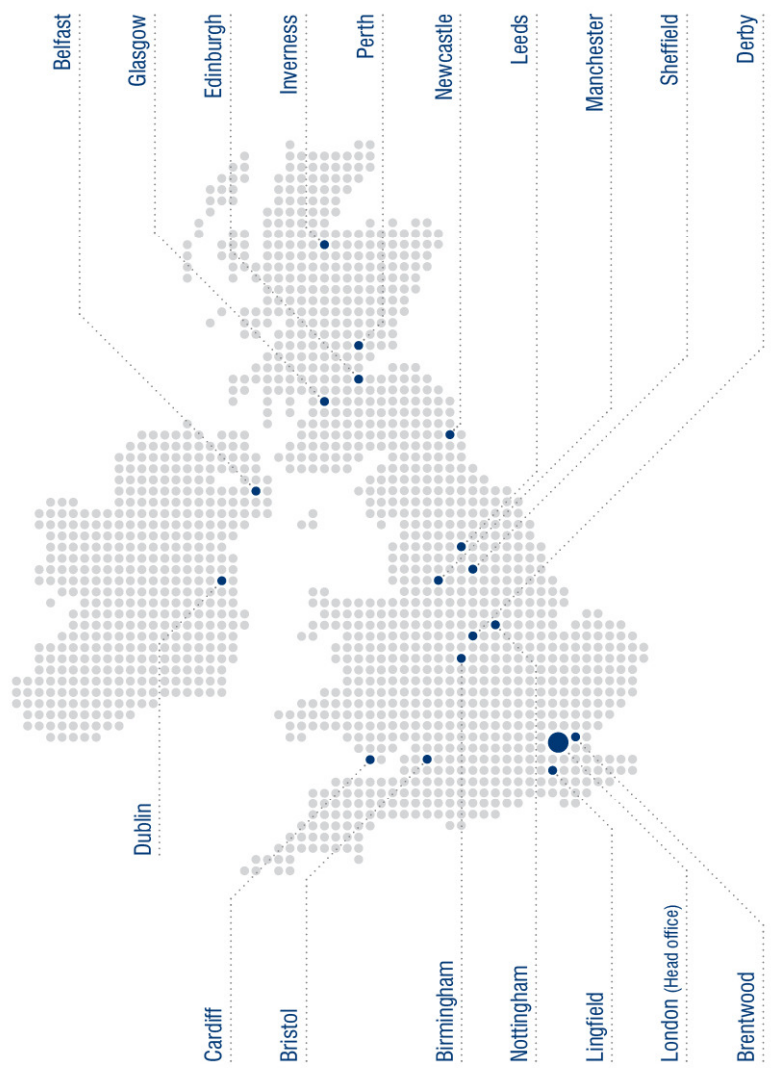 Belfast
Glasgow
Edinburgh
Inverness
Perth
Newcastle
Leeds
Manchester
Sheffield
Derby
Dublin
Cardiff
Bristol
Birmingham
Nottingham
Lingfield
London (Head office)
Brentwood